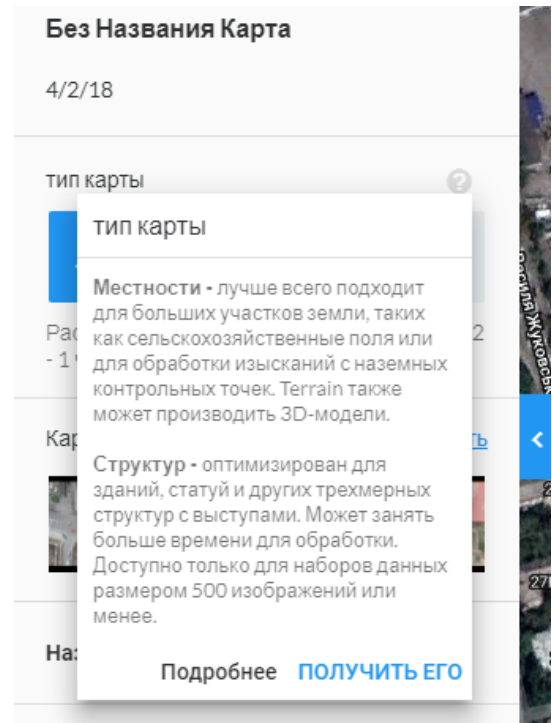 Без Названия Карта
4/2/18
тип карты
?
тип карты
Местности - лучше всего подходит
для больших участков земли, таких
как сельскохозяйственные поля или
для обработки изысканий с наземных
контрольных точек. Terrain также
может производить 3D-модели.
Структур - оптимизирован для
зданий, статуй и других трехмерных
структур с выступами. Может занять
больше времени для обработки.
Доступно только для наборов данных
размером 500 изображений или
менее.
Подробнее ПОЛУЧИТЬ ЕГО
Рас
2
- 1
Кар
ть
На
асиля Жуковськ